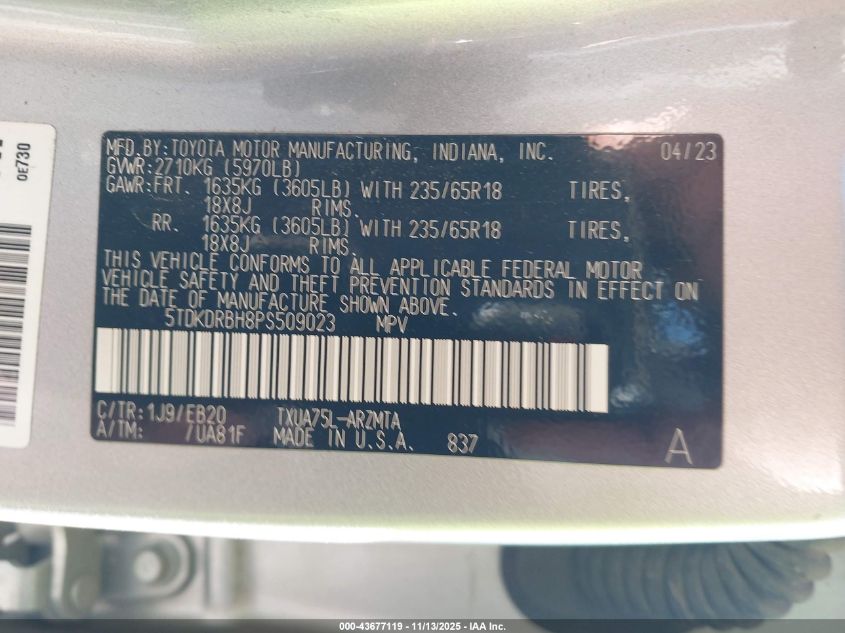 0E730
MFD.BY:TOYOTA MOTOR MANUFACTURING, INDIANA, INC. 04/23
GVWR:2710KG (5970LB)
GAWR:FRT. 1635KG (3605LB) WITH 235/65R18 TIRES,
18X8J RIMS.
RR. 1635KG (3605LB) WITH 235/65R18 TIRES,
18X8J RIMS.
THIS VEHICLE CONFORMS TO ALL APPLICABLE FEDERAL MOTOR
VEHICLE SAFETY AND THEFT PREVENTION STANDARDS IN EFFECT ON
THE DATE OF MANUFACTURE SHOWN ABOVE.
5TDKDRBH8PS509023 MPV
C/TR:1J9/EB20 TXUA75L-ARZMTA
A/TM: /UA81F MADE IN U.S.A. 837 A
000-43677119 - 11/13/2025 - IAA Inc.